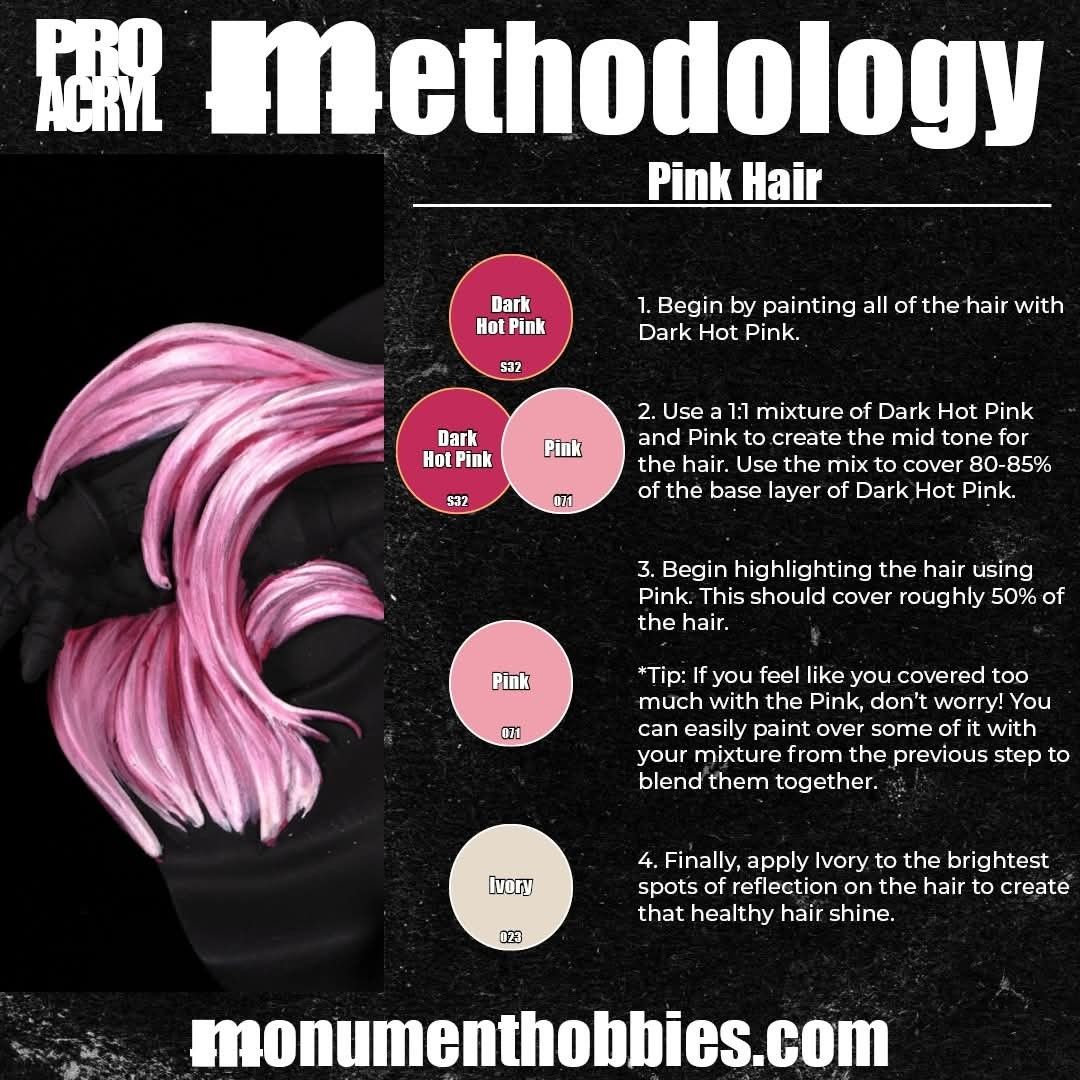 PRO
ACRYL
Methodology
Pink Hair
Dark
Hot Pink
S32
1. Begin by painting all of the hair with
Dark Hot Pink.
Dark
Hot Pink
S32
Pink
071
2. Use a 1:1 mixture of Dark Hot Pink
and Pink to create the mid tone for
the hair. Use the mix to cover 80-85%
of the base layer of Dark Hot Pink.
3. Begin highlighting the hair using
Pink. This should cover roughly 50% of
the hair.
Pink
071
*Tip: If you feel like you covered too
much with the Pink, don’t worry! You
can easily paint over some of it with
your mixture from the previous step to
blend them together.
Ivory
023
4. Finally, apply Ivory to the brightest
spots of reflection on the hair to create
that healthy hair shine.
monumenthobbies.com